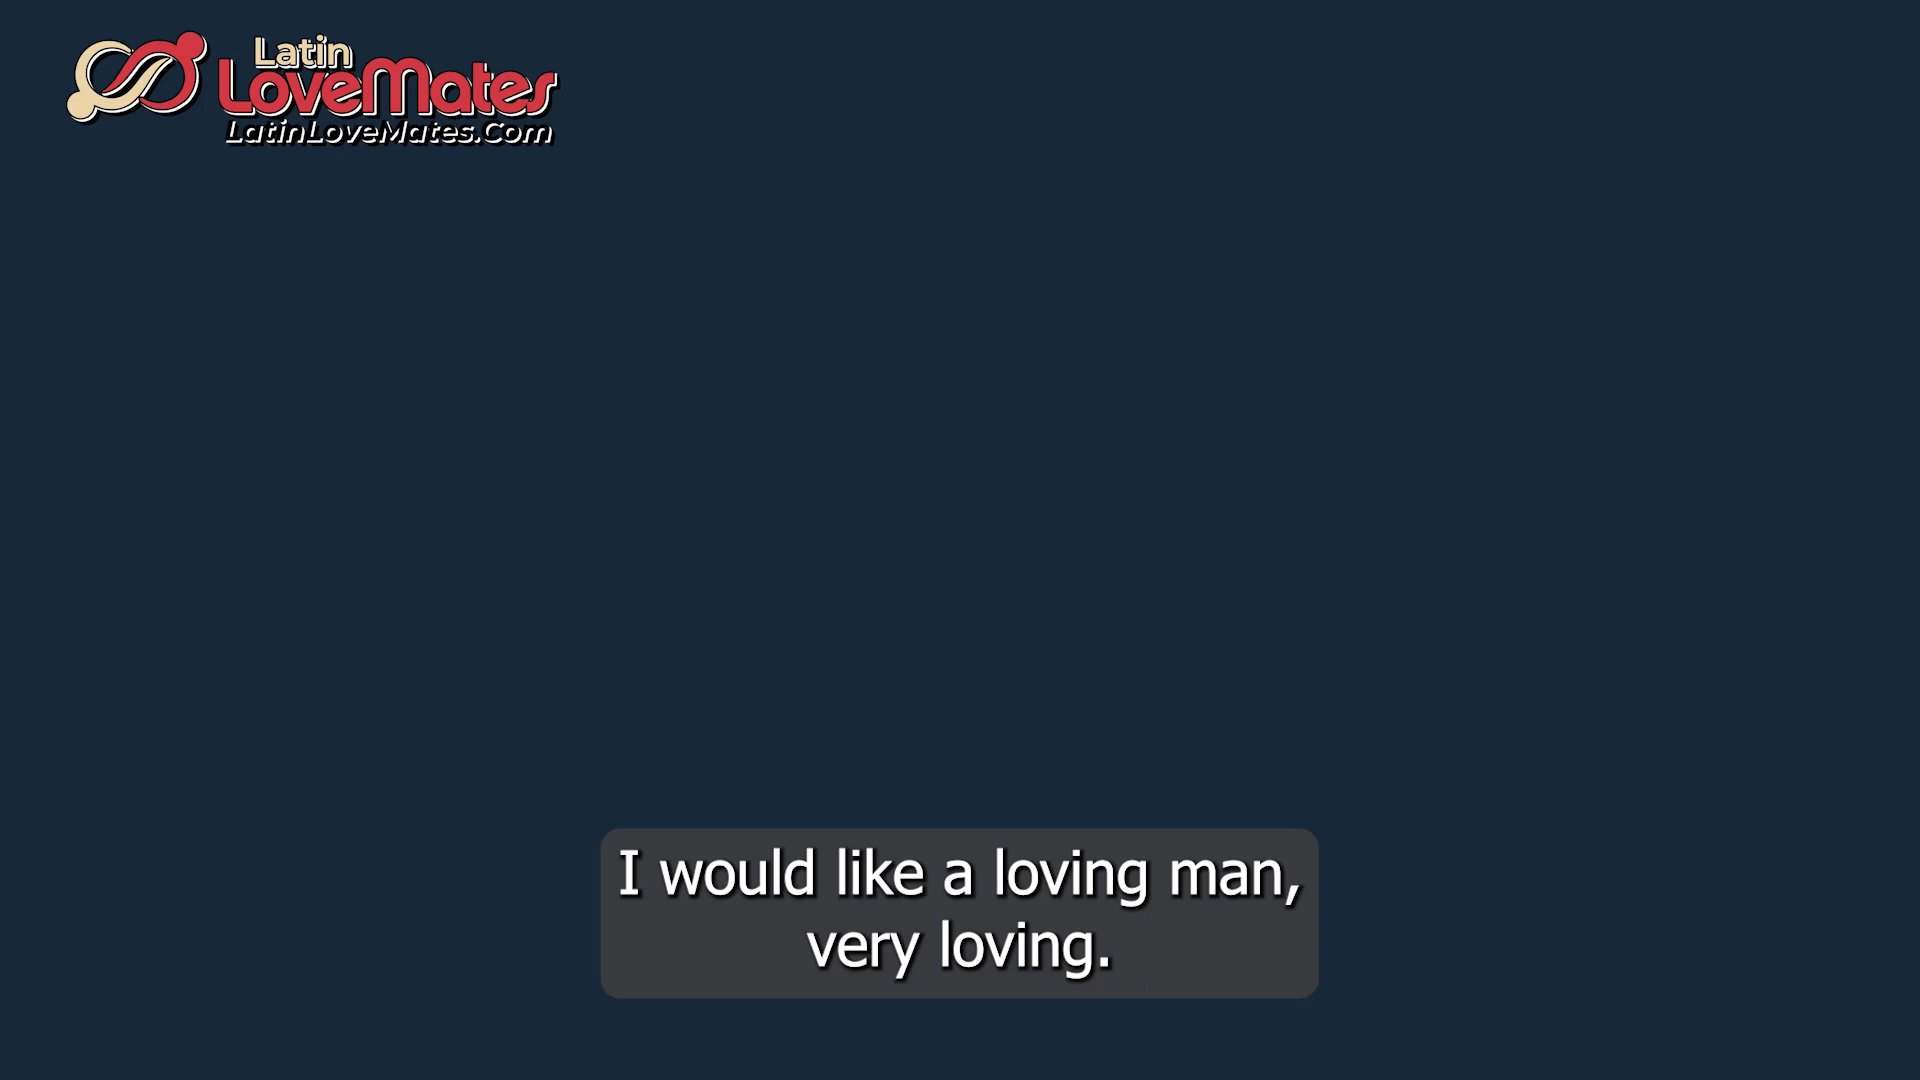 Latin
LoveMates
LatinLoveMates.Com
I would like a loving man,
very loving.